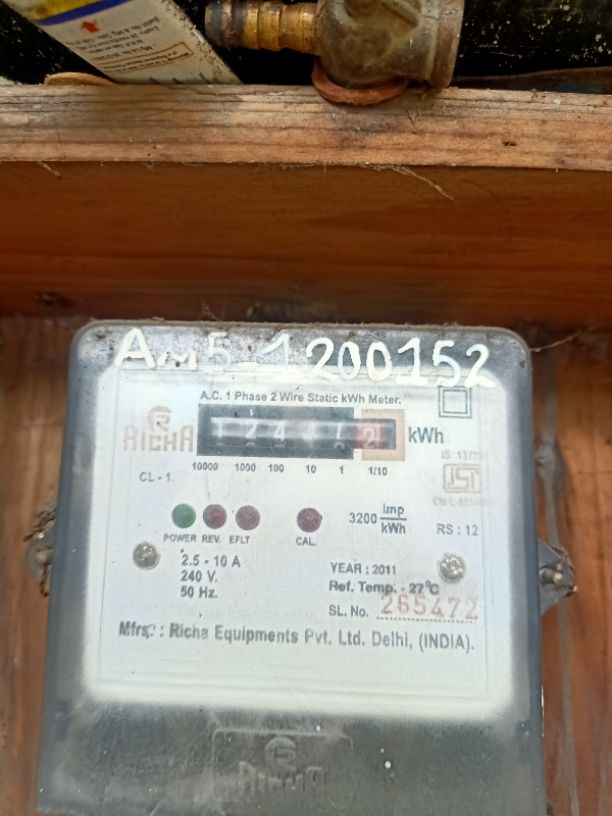 Am5-1200152
A.C. 1 Phase 2 Wire Static kWh Meter.
RICHA
kWh
10000 1000 100 10 1 1/10
CL - 1
3200 Imp/kWh
RS : 12
POWER REV. EFLT CAL.
2.5 - 10 A
240 V.
50 Hz.
YEAR : 2011
Ref. Temp. - 27°C
SL. No. 265472
Mfrs. : Richa Equipments Pvt. Ltd. Delhi, (INDIA).
RICHA